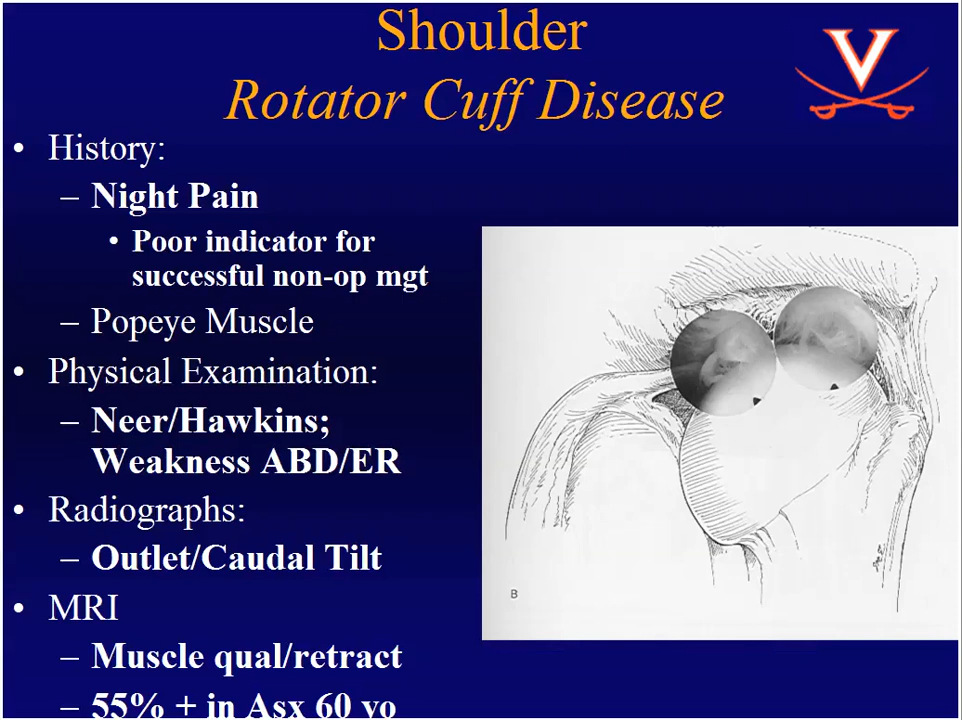 Shoulder
Rotator Cuff Disease
• History:
– Night Pain
• Poor indicator for
successful non-op mgt
– Popeye Muscle
• Physical Examination:
– Neer/Hawkins;
Weakness ABD/ER
• Radiographs:
– Outlet/Caudal Tilt
• MRI
– Muscle qual/retract
– 55% + in Asx 60 yo
V
B